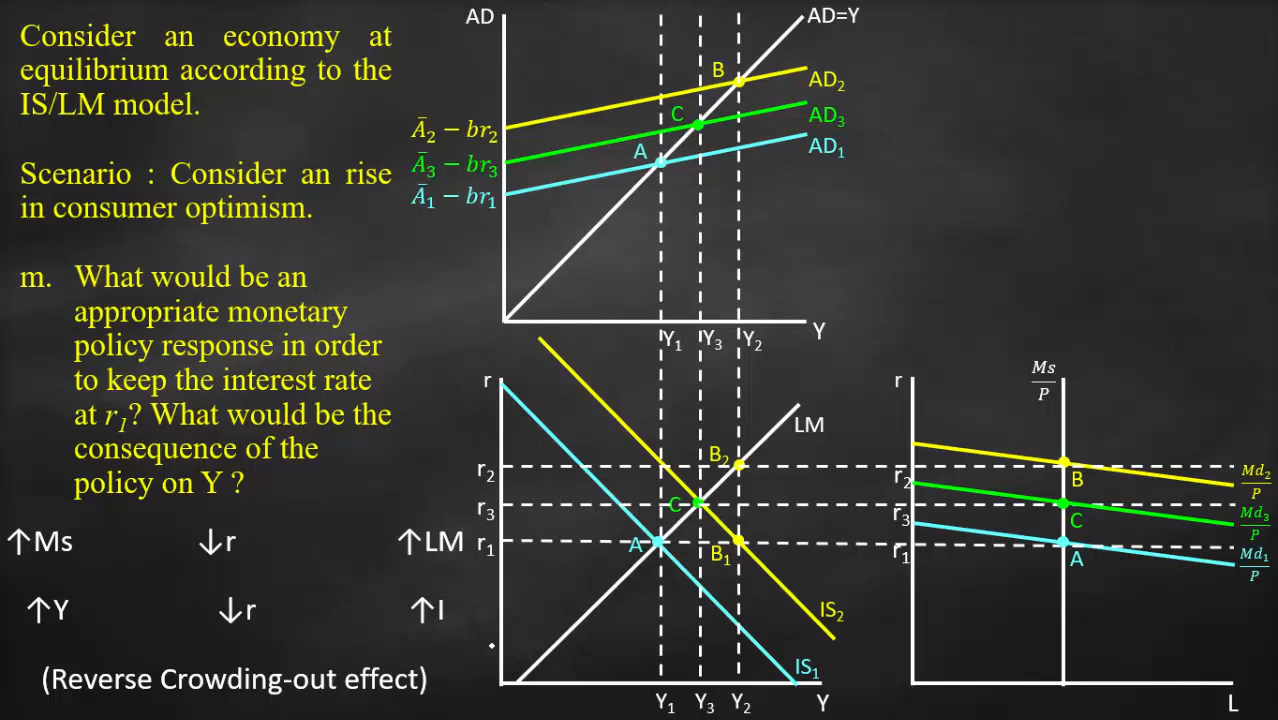 Consider an economy at
equilibrium according to the
IS/LM model.
Scenario : Consider an rise
in consumer optimism.
m. What would be an
appropriate monetary
policy response in order
to keep the interest rate
at r₁? What would be the
consequence of the
policy on Y ?
↑Ms ↓r ↑LM
↑Y ↓r ↑I
(Reverse Crowding-out effect)
AD
AD=Y
B
AD₂
C
AD₃
A
AD₁
Ā₂ − br₂
Ā₃ − br₃
Ā₁ − br₁
Y
Y₁ Y₃ Y₂
r
LM
B₂
r₂
C
r₃
A
r₁
B₁
IS₂
IS₁
Y₁ Y₃ Y₂ Y
r
Ms/P
r₂
B
Md₂/P
r₃
C
Md₃/P
r₁
A
Md₁/P
L